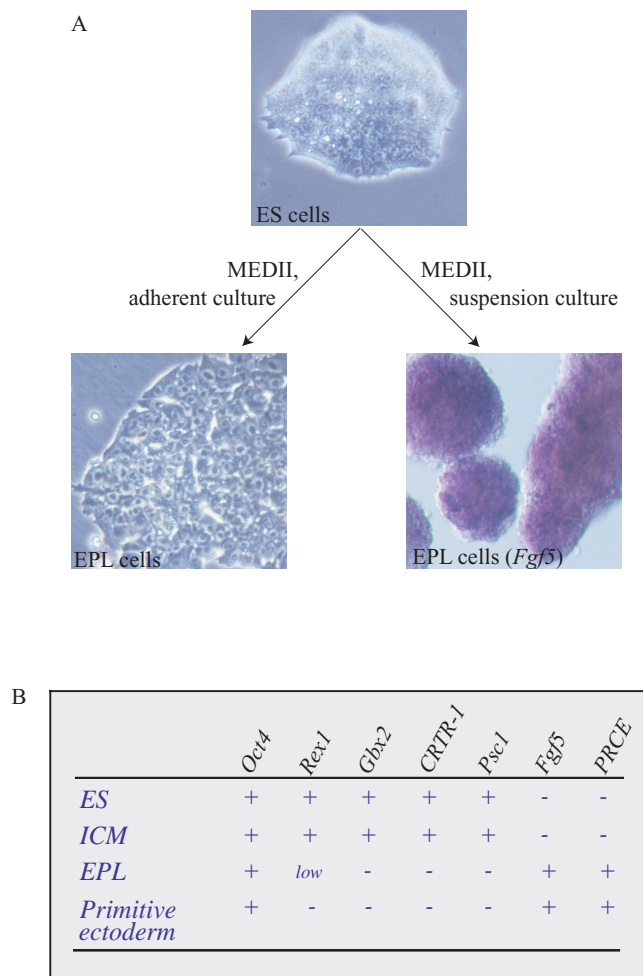 A
ES cells
MEDII,
adherent culture
MEDII,
suspension culture
EPL cells
EPL cells (Fgf5)
B
Oct4 Rex1 Gbx2 CRTR-1 Psc1 Fgf5 PRCE
ES + + + + + - -
ICM + + + + + - -
EPL + low - - - + +
Primitive
ectoderm + - - - - + +